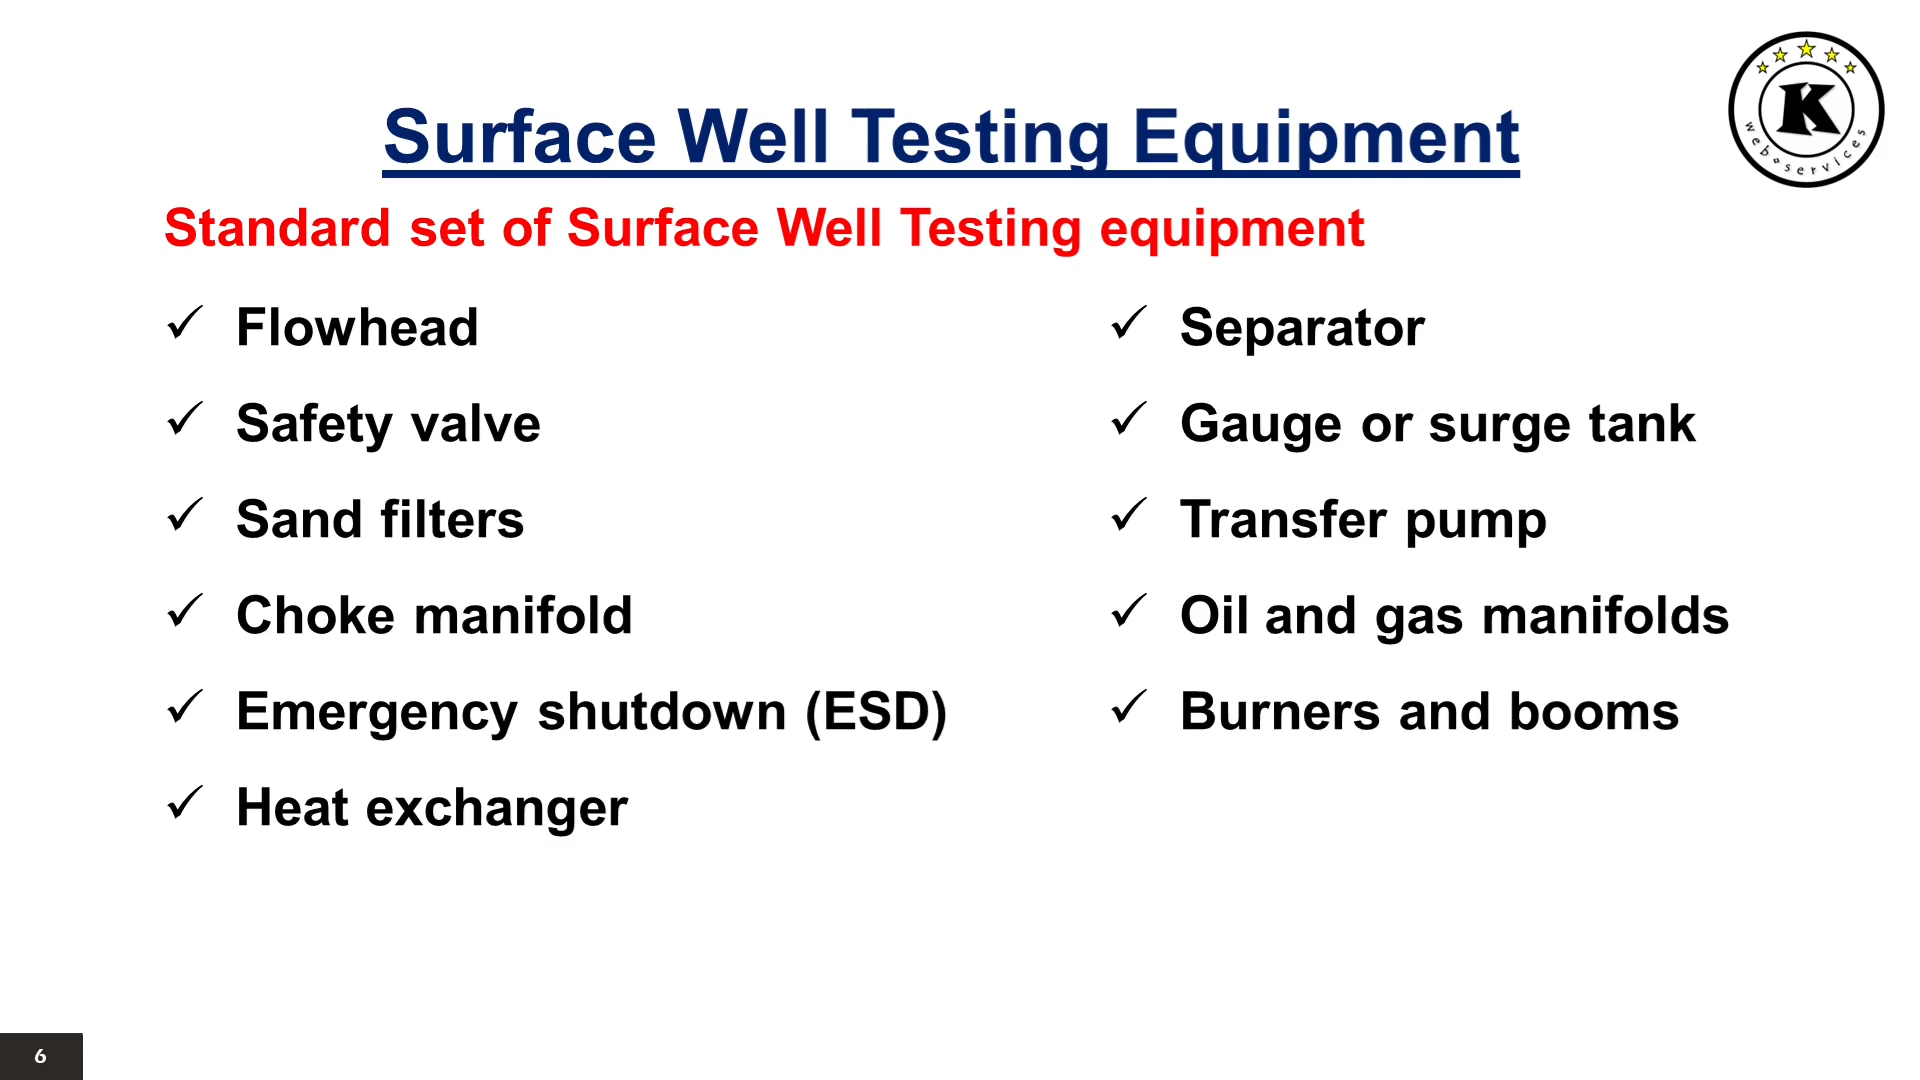 Surface Well Testing Equipment
K
web services
Standard set of Surface Well Testing equipment
✓ Flowhead
✓ Safety valve
✓ Sand filters
✓ Choke manifold
✓ Emergency shutdown (ESD)
✓ Heat exchanger
✓ Separator
✓ Gauge or surge tank
✓ Transfer pump
✓ Oil and gas manifolds
✓ Burners and booms
6